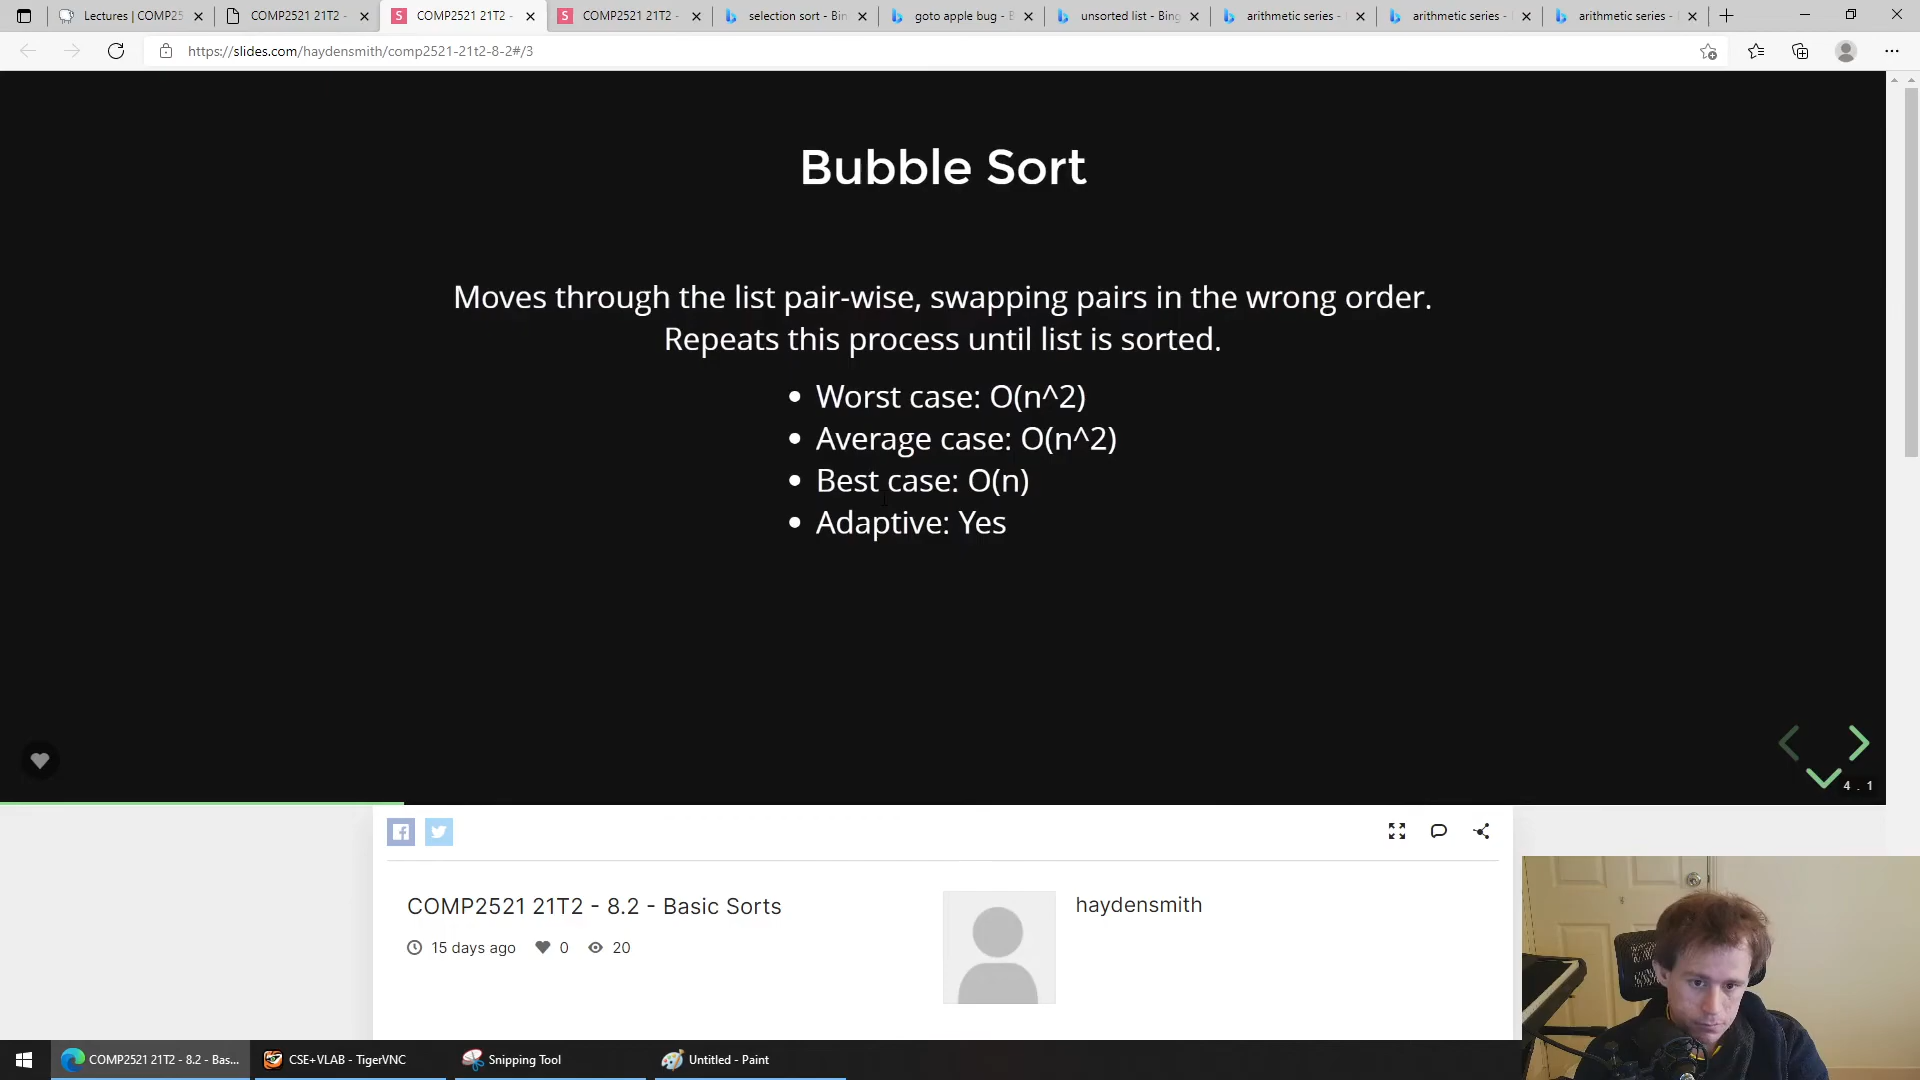 Lectures | COMP25
COMP2521 21T2 -
COMP2521 21T2 -
COMP2521 21T2 -
selection sort - Bin
goto apple bug - B
unsorted list - Bing
arithmetic series -
arithmetic series -
arithmetic series -
https://slides.com/haydensmith/comp2521-21t2-8-2#/3
Bubble Sort
Moves through the list pair-wise, swapping pairs in the wrong order.
Repeats this process until list is sorted.
• Worst case: O(n^2)
• Average case: O(n^2)
• Best case: O(n)
• Adaptive: Yes
4 . 1
COMP2521 21T2 - 8.2 - Basic Sorts
haydensmith
15 days ago
0
20
COMP2521 21T2 - 8.2 - Bas...
CSE+VLAB - TigerVNC
Snipping Tool
Untitled - Paint